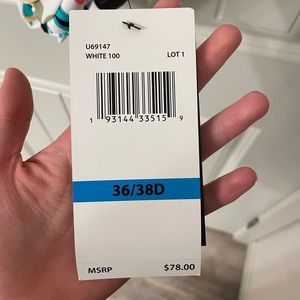 U69147
WHITE 100 LOT 1
1 93144 33515 9
36/38D
MSRP $78.00